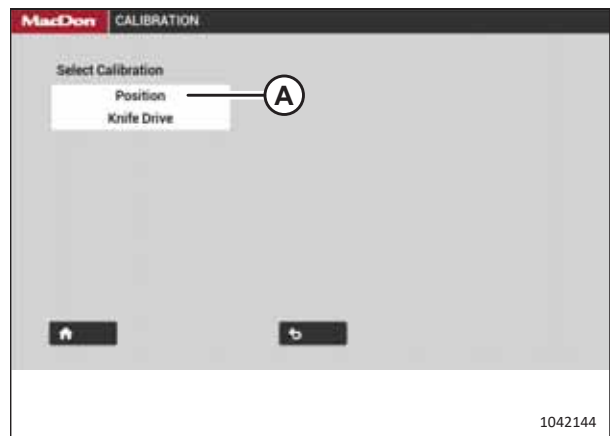 MacDon CALIBRATION
Select Calibration
Position
A
Knife Drive
1042144